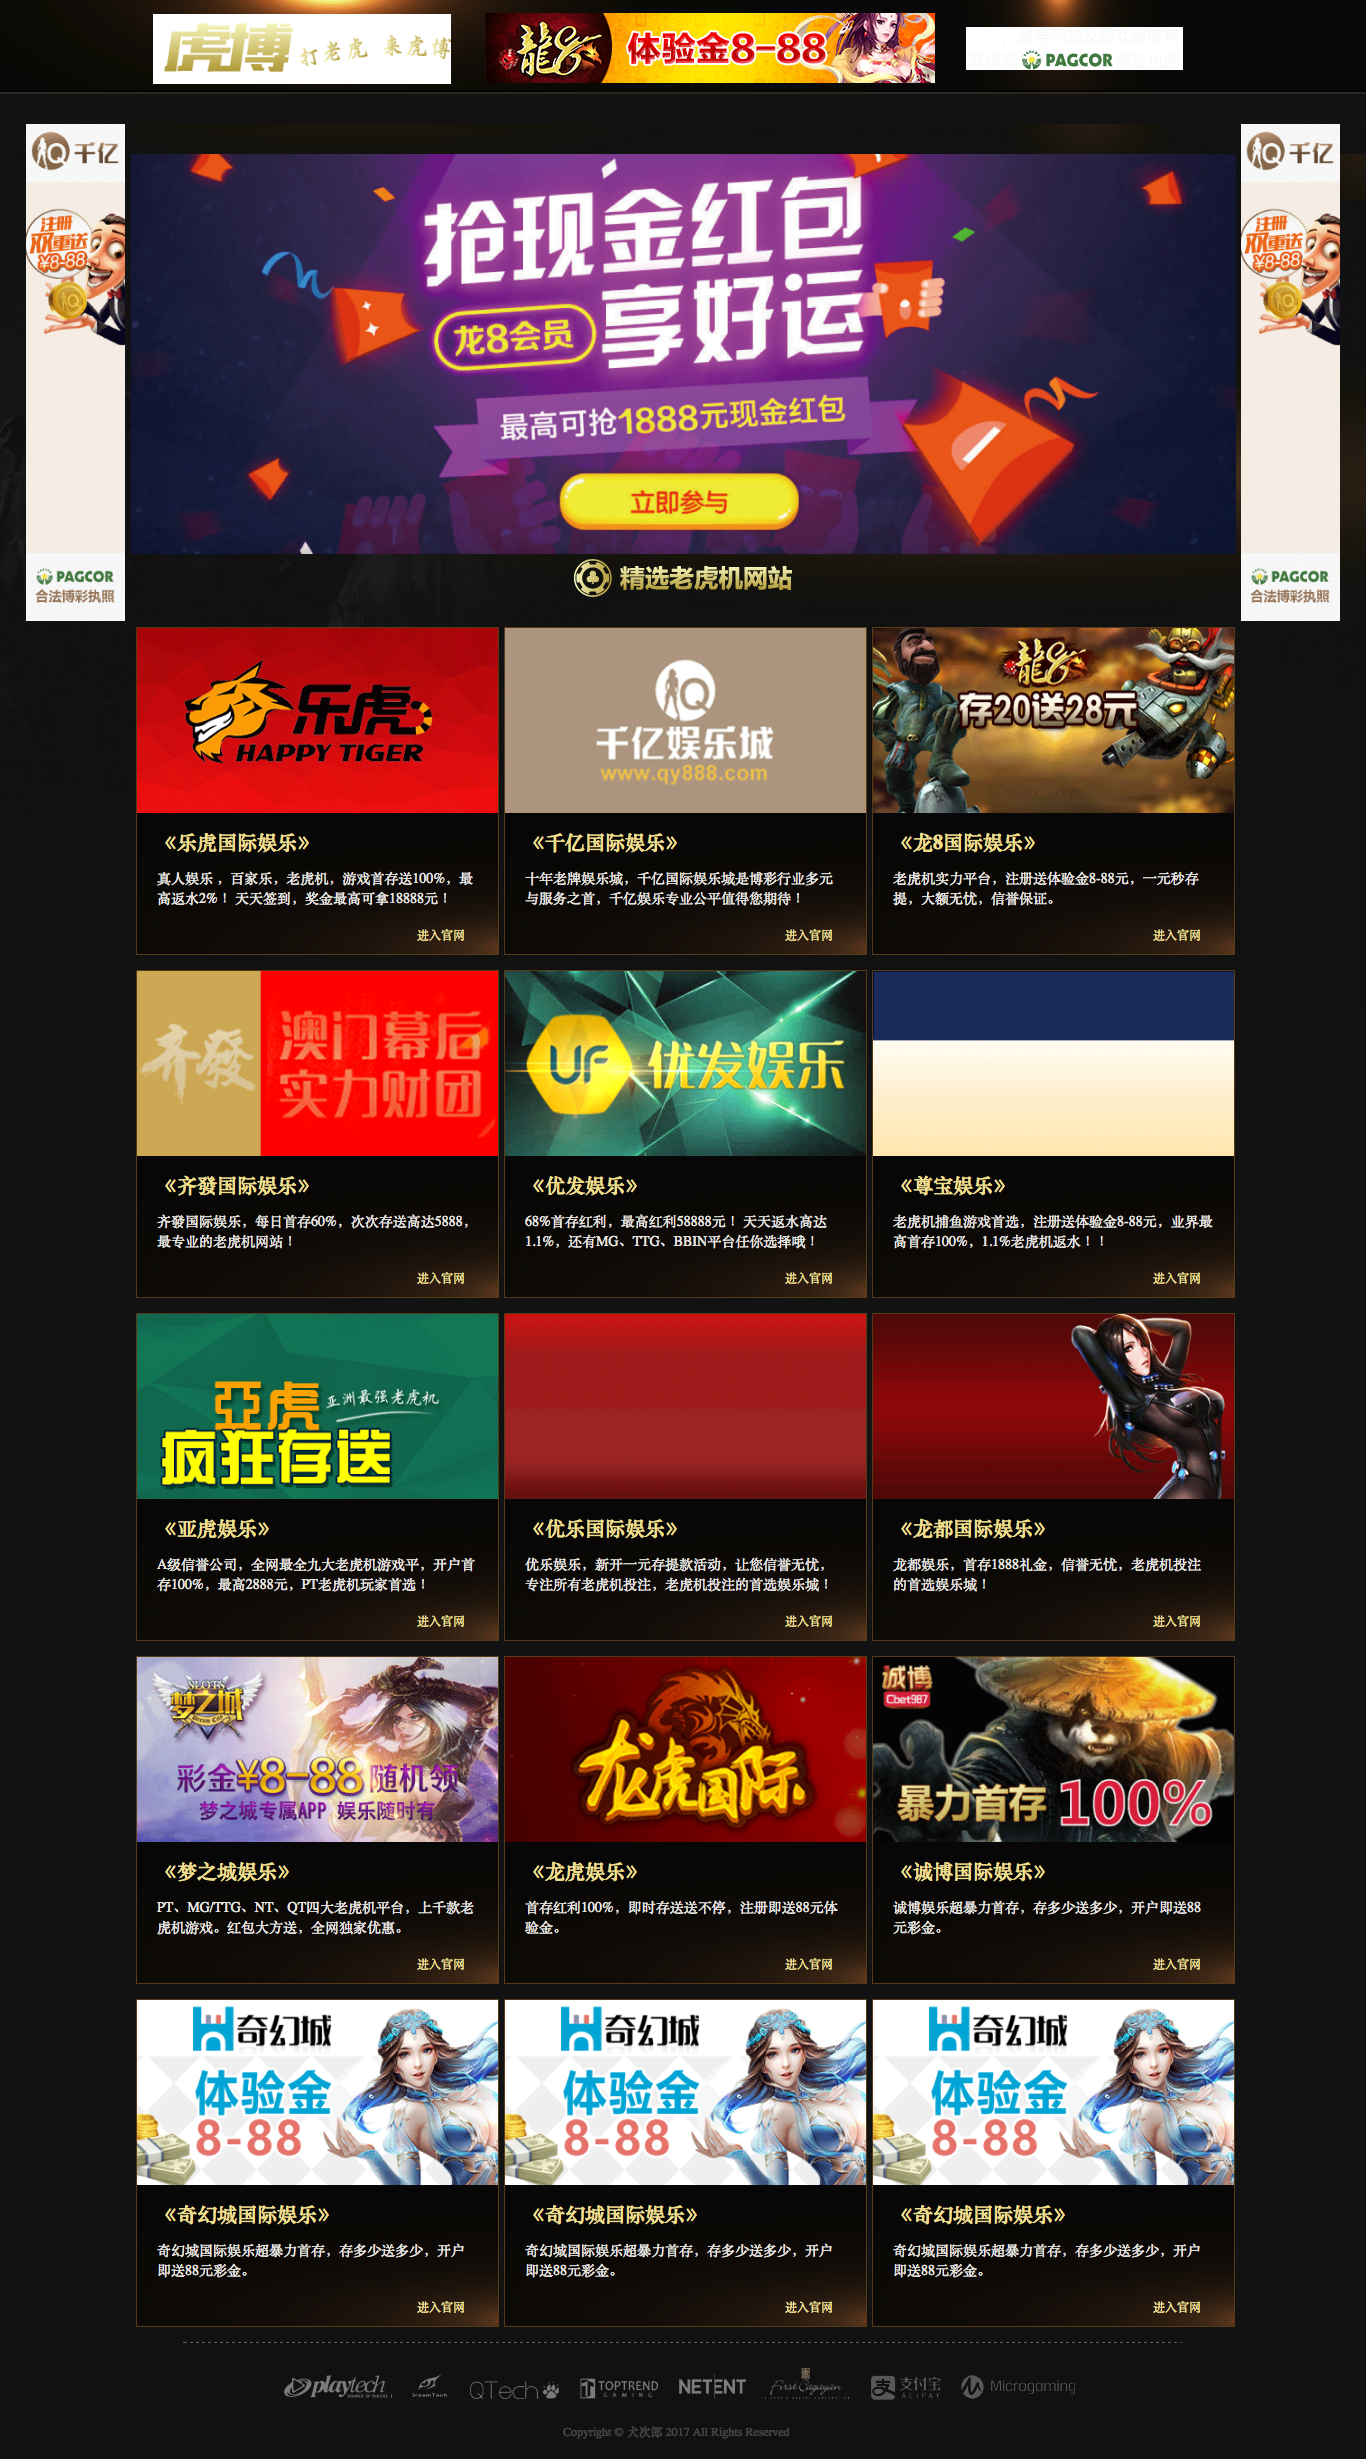 虎博 打老虎 来虎博
龍8 体验金8-88
PAGCOR
千亿
注册
双重送
¥8-88
PAGCOR
合法博彩执照
千亿
注册
双重送
¥8-88
PAGCOR
合法博彩执照
抢现金红包
龙8会员 享好运
最高可抢1888元现金红包
立即参与
精选老虎机网站
乐虎
HAPPY TIGER
千亿娱乐城
www.qy888.com
龍8
存20送28元
《乐虎国际娱乐》
真人娱乐，百家乐，老虎机，游戏首存送100%，最
高返水2%！ 天天签到，奖金最高可拿18888元！
进入官网
《千亿国际娱乐》
十年老牌娱乐城，千亿国际娱乐城是博彩行业多元
与服务之首，千亿娱乐专业公平值得您期待！
进入官网
《龙8国际娱乐》
老虎机实力平台，注册送体验金8-88元，一元秒存
提，大额无忧，信誉保证。
进入官网
齐發
澳门幕后
实力财团
UF 优发娱乐
《齐發国际娱乐》
齐發国际娱乐，每日首存60%，次次存送高达5888，
最专业的老虎机网站！
进入官网
《优发娱乐》
68%首存红利，最高红利58888元！ 天天返水高达
1.1%，还有MG、TTG、BBIN平台任你选择哦！
进入官网
《尊宝娱乐》
老虎机捕鱼游戏首选，注册送体验金8-88元，业界最
高首存100%，1.1%老虎机返水！！
进入官网
亞虎 亚洲最强老虎机
疯狂存送
《亚虎娱乐》
A级信誉公司，全网最全九大老虎机游戏平，开户首
存100%，最高2888元，PT老虎机玩家首选！
进入官网
《优乐国际娱乐》
优乐娱乐，新开一元存提款活动，让您信誉无忧，
专注所有老虎机投注，老虎机投注的首选娱乐城！
进入官网
《龙都国际娱乐》
龙都娱乐，首存1888礼金，信誉无忧，老虎机投注
的首选娱乐城！
进入官网
SLOTS
梦之城
Dream City
彩金¥8-88随机领
梦之城专属APP 娱乐随时有
龙虎国际
诚博
Cbet987
暴力首存 100%
《梦之城娱乐》
PT、MG/TTG、NT、QT四大老虎机平台，上千款老
虎机游戏。红包大方送，全网独家优惠。
进入官网
《龙虎娱乐》
首存红利100%，即时存送送不停，注册即送88元体
验金。
进入官网
《诚博国际娱乐》
诚博娱乐超暴力首存，存多少送多少，开户即送88
元彩金。
进入官网
奇幻城
体验金
8-88
奇幻城
体验金
8-88
奇幻城
体验金
8-88
《奇幻城国际娱乐》
奇幻城国际娱乐超暴力首存，存多少送多少，开户
即送88元彩金。
进入官网
《奇幻城国际娱乐》
奇幻城国际娱乐超暴力首存，存多少送多少，开户
即送88元彩金。
进入官网
《奇幻城国际娱乐》
奇幻城国际娱乐超暴力首存，存多少送多少，开户
即送88元彩金。
进入官网
playtech SOURCE OF SUCCESS DreamTech QTech TOPTREND GAMING NETENT First Cagayan 支付宝 ALIPAY Microgaming
Copyright © 犬次郎 2017 All Rights Reserved